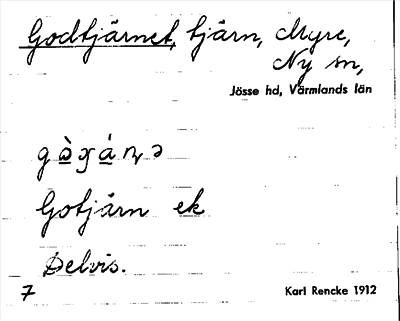 Godtjärnet, tjärn, Myre,
Ny sn,
Jösse hd, Värmlands län
Gotjärn ek
Delvis.
7
Karl Rencke 1912